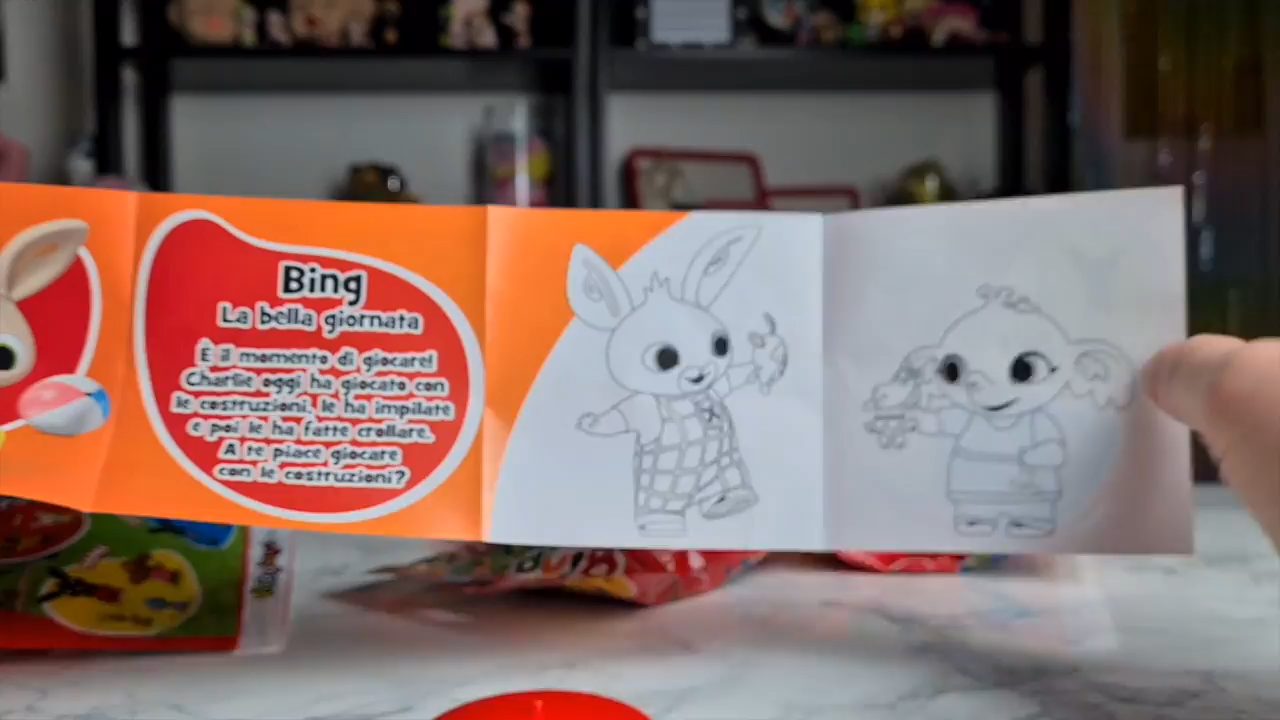 Bing
La bella giornata
È il momento di giocare!
Charlie oggi ha giocato con
le costruzioni, le ha impilate
e poi le ha fatte crollare.
A te piace giocare
con le costruzioni?